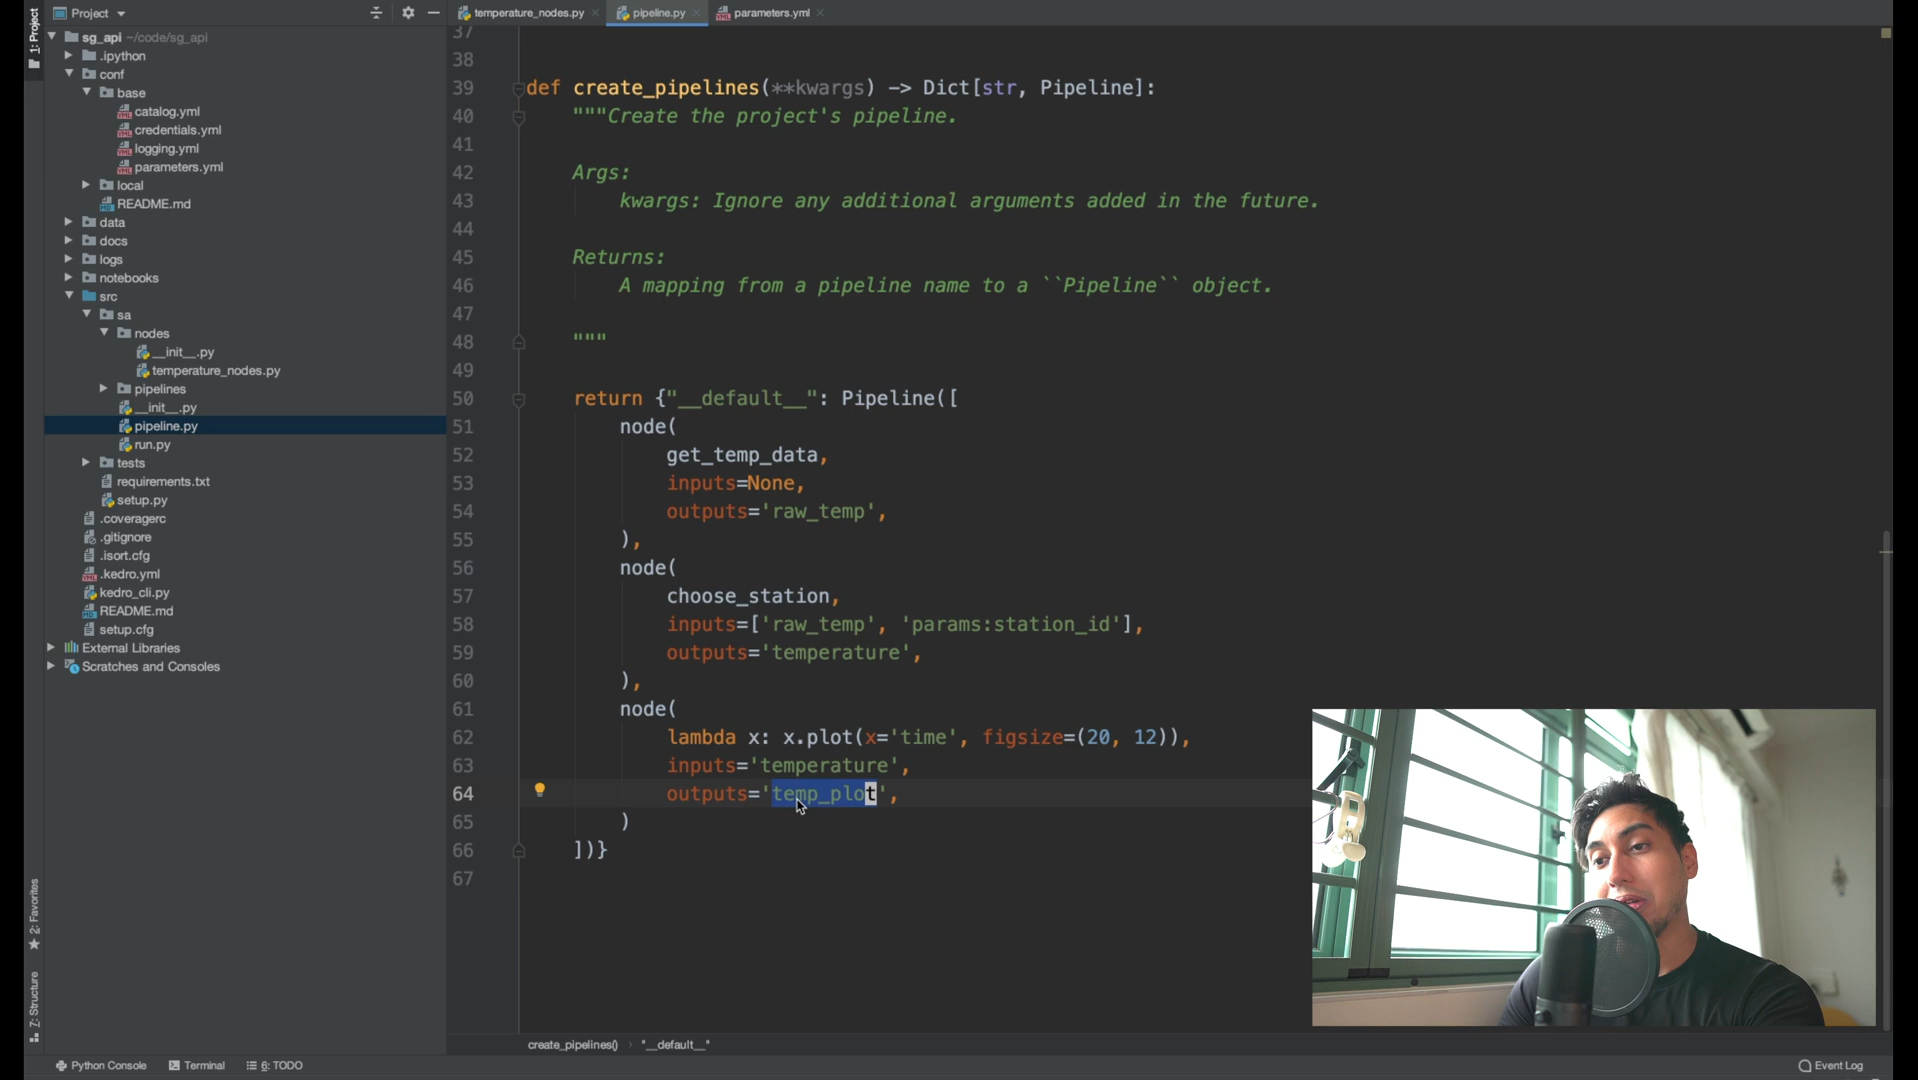 1: Project
Project
temperature_nodes.py
pipeline.py
parameters.yml
sg_api ~/code/sg_api
.ipython
conf
base
catalog.yml
credentials.yml
logging.yml
parameters.yml
local
README.md
data
docs
logs
notebooks
src
sa
nodes
__init__.py
temperature_nodes.py
pipelines
__init__.py
pipeline.py
run.py
tests
requirements.txt
setup.py
.coveragerc
.gitignore
.isort.cfg
.kedro.yml
kedro_cli.py
README.md
setup.cfg
External Libraries
Scratches and Consoles
37
38
39 def create_pipelines(**kwargs) -> Dict[str, Pipeline]:
40 """Create the project's pipeline.
41
42 Args:
43 kwargs: Ignore any additional arguments added in the future.
44
45 Returns:
46 A mapping from a pipeline name to a ``Pipeline`` object.
47
48 """
49
50 return {"__default__": Pipeline([
51 node(
52 get_temp_data,
53 inputs=None,
54 outputs='raw_temp',
55 ),
56 node(
57 choose_station,
58 inputs=['raw_temp', 'params:station_id'],
59 outputs='temperature',
60 ),
61 node(
62 lambda x: x.plot(x='time', figsize=(20, 12)),
63 inputs='temperature',
64 outputs='temp_plot',
65 )
66 ])}
67
2: Favorites
7: Structure
create_pipelines() › "__default__"
Python Console
Terminal
6: TODO
Event Log